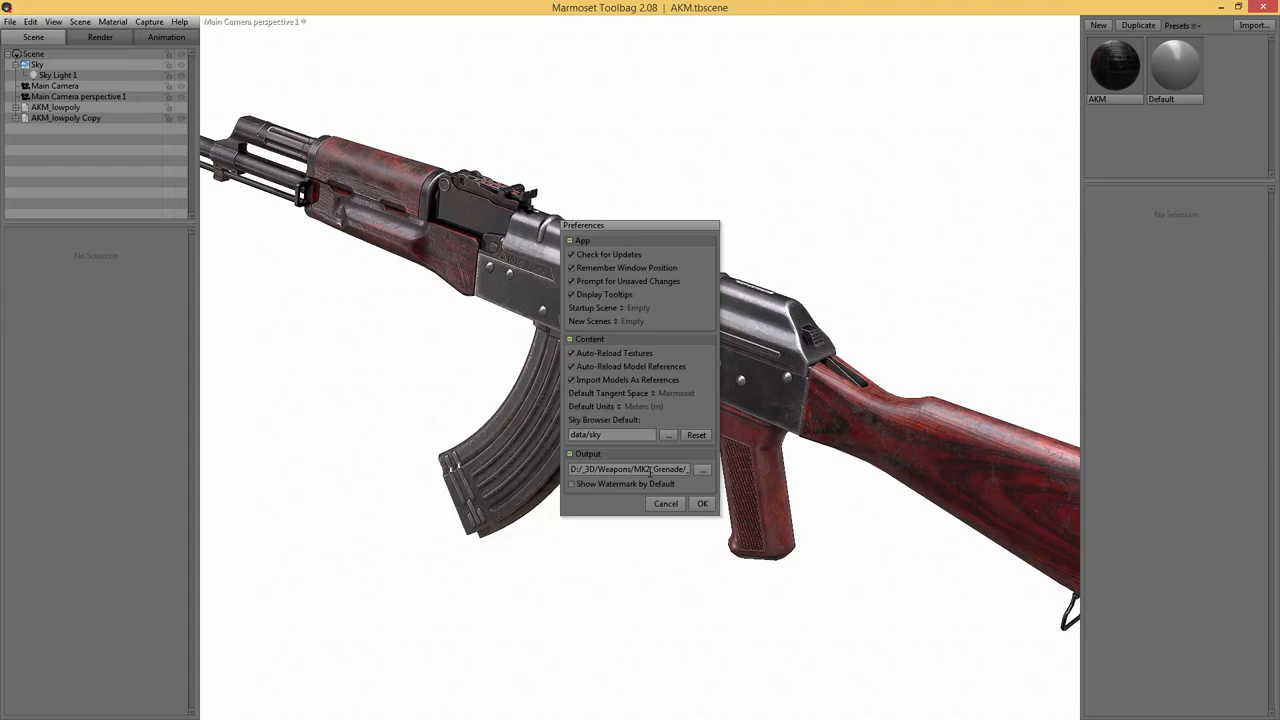 Marmoset Toolbag 2.08 | AKM.tbscene
File Edit View Scene Material Capture Help
Scene Render Animation
Scene
Sky
Sky Light 1
Main Camera
Main Camera perspective 1
AKM_lowpoly
AKM_lowpoly Copy
No Selection
Main Camera perspective 1
Preferences
App
Check for Updates
Remember Window Position
Prompt for Unsaved Changes
Display Tooltips
Startup Scene Empty
New Scenes Empty
Content
Auto-Reload Textures
Auto-Reload Model References
Import Models As References
Default Tangent Space Marmoset
Default Units Meters (m)
Sky Browser Default:
data/sky ... Reset
Output
D:/_3D/Weapons/MK2_Grenade/_ ...
Show Watermark by Default
Cancel OK
New Duplicate Presets Import...
AKM Default
No Selection